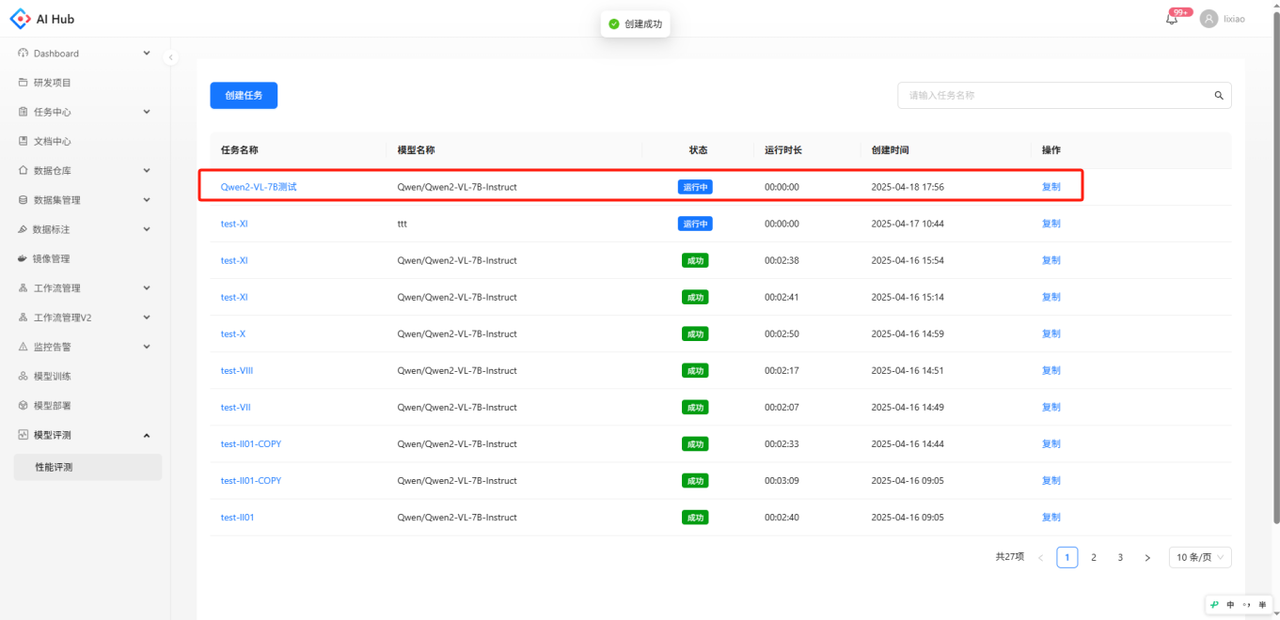 AI Hub
创建成功
99+
lixiao
Dashboard
研发项目
任务中心
文档中心
数据仓库
数据集管理
数据标注
镜像管理
工作流管理
工作流管理V2
监控告警
模型训练
模型部署
模型评测
性能评测
创建任务
请输入任务名称
任务名称 模型名称 状态 运行时长 创建时间 操作
Qwen2-VL-7B测试 Qwen/Qwen2-VL-7B-Instruct 运行中 00:00:00 2025-04-18 17:56 复制
test-XI ttt 运行中 00:00:00 2025-04-17 10:44 复制
test-XI Qwen/Qwen2-VL-7B-Instruct 成功 00:02:38 2025-04-16 15:54 复制
test-XI Qwen/Qwen2-VL-7B-Instruct 成功 00:02:41 2025-04-16 15:14 复制
test-X Qwen/Qwen2-VL-7B-Instruct 成功 00:02:50 2025-04-16 14:59 复制
test-VIII Qwen/Qwen2-VL-7B-Instruct 成功 00:02:17 2025-04-16 14:51 复制
test-VII Qwen/Qwen2-VL-7B-Instruct 成功 00:02:07 2025-04-16 14:49 复制
test-II01-COPY Qwen/Qwen2-VL-7B-Instruct 成功 00:02:33 2025-04-16 14:44 复制
test-II01-COPY Qwen/Qwen2-VL-7B-Instruct 成功 00:03:09 2025-04-16 09:05 复制
test-II01 Qwen/Qwen2-VL-7B-Instruct 成功 00:02:40 2025-04-16 09:05 复制
共27项 1 2 3 10 条/页
中 半